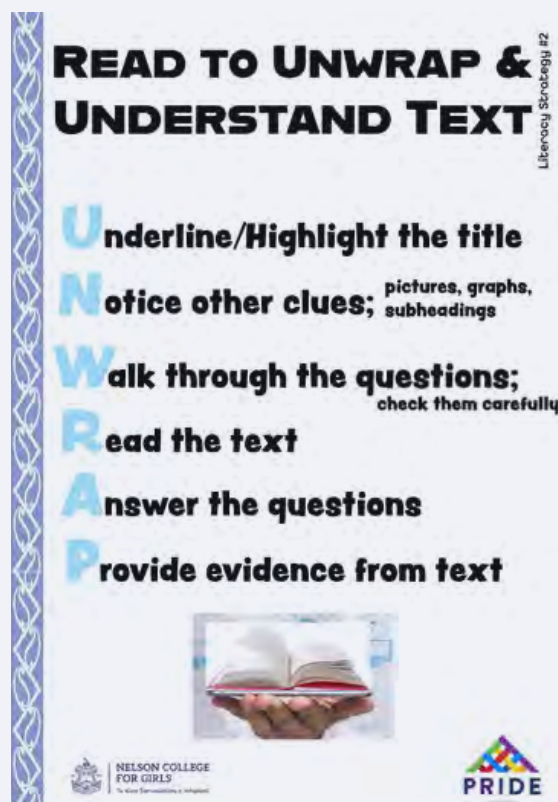 READ TO UNWRAP &
UNDERSTAND TEXT
Literacy Strategy #2
Underline/Highlight the title
Notice other clues; pictures, graphs,
subheadings
Walk through the questions;
check them carefully
Read the text
Answer the questions
Provide evidence from text
NELSON COLLEGE
FOR GIRLS
PRIDE